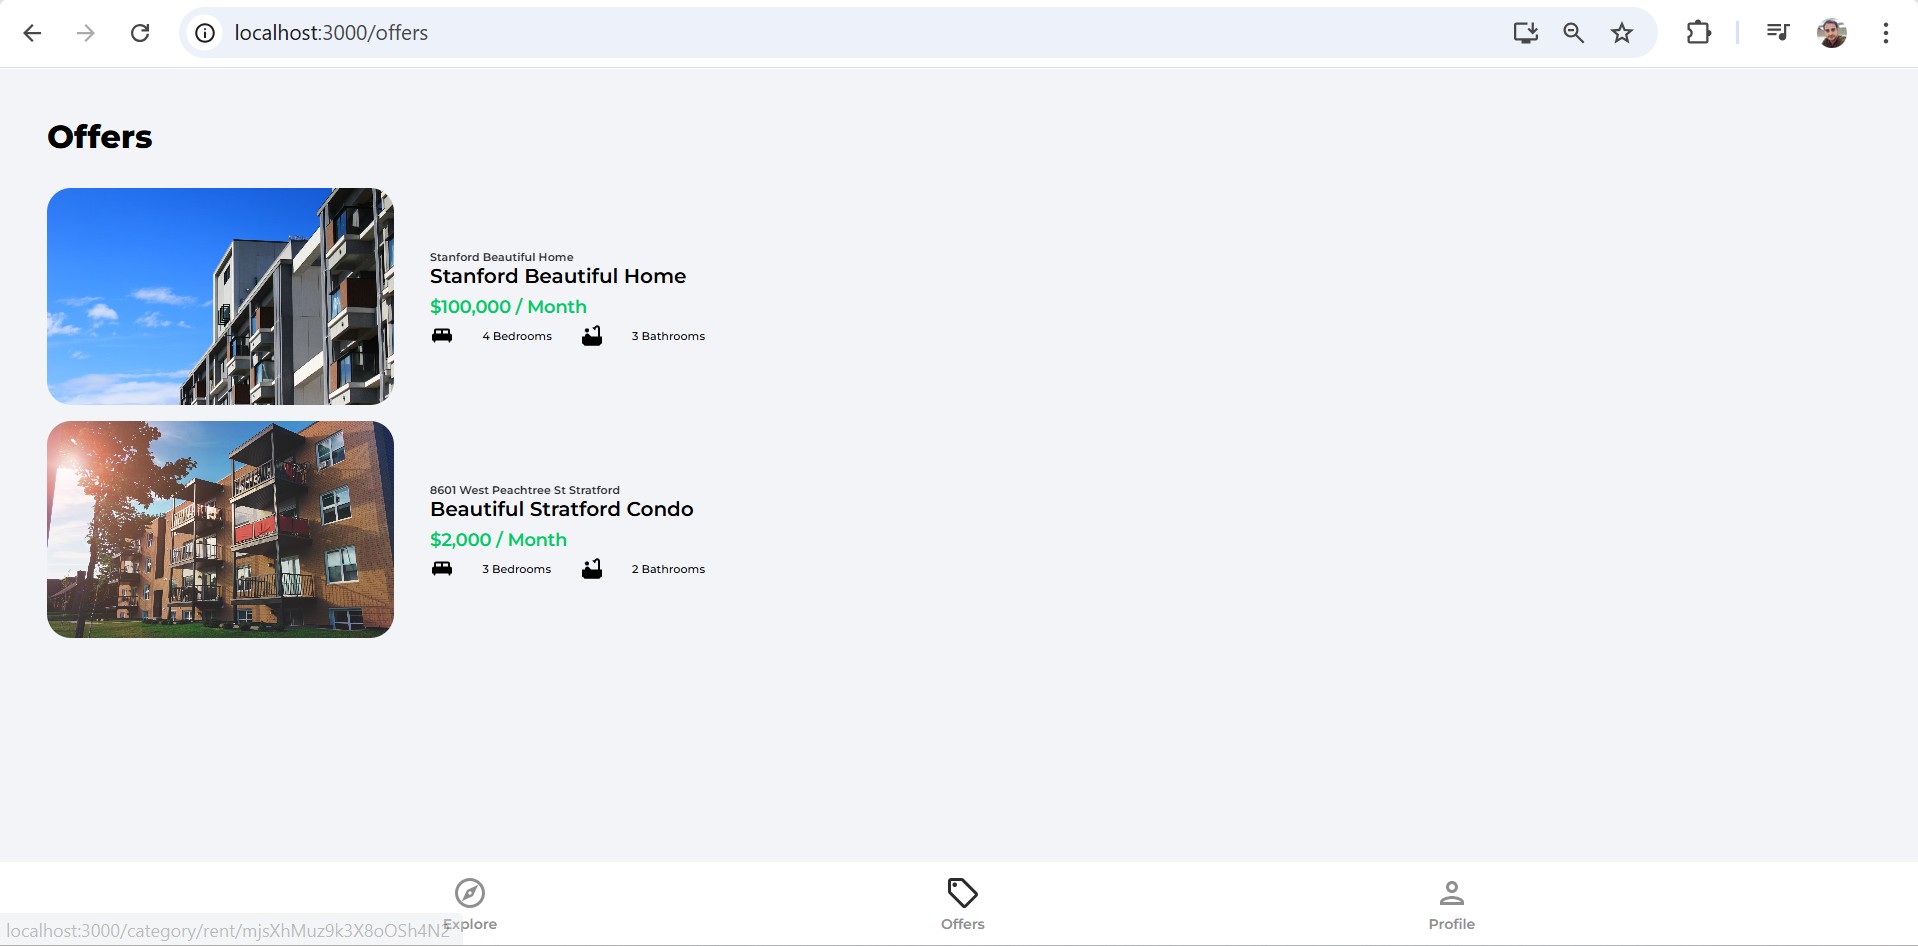 localhost:3000/offers
Offers
Stanford Beautiful Home
Stanford Beautiful Home
$100,000 / Month
4 Bedrooms 3 Bathrooms
8601 West Peachtree St Stratford
Beautiful Stratford Condo
$2,000 / Month
3 Bedrooms 2 Bathrooms
Explore Offers Profile
localhost:3000/category/rent/mjsXhMuz9k3X8oOSh4N2